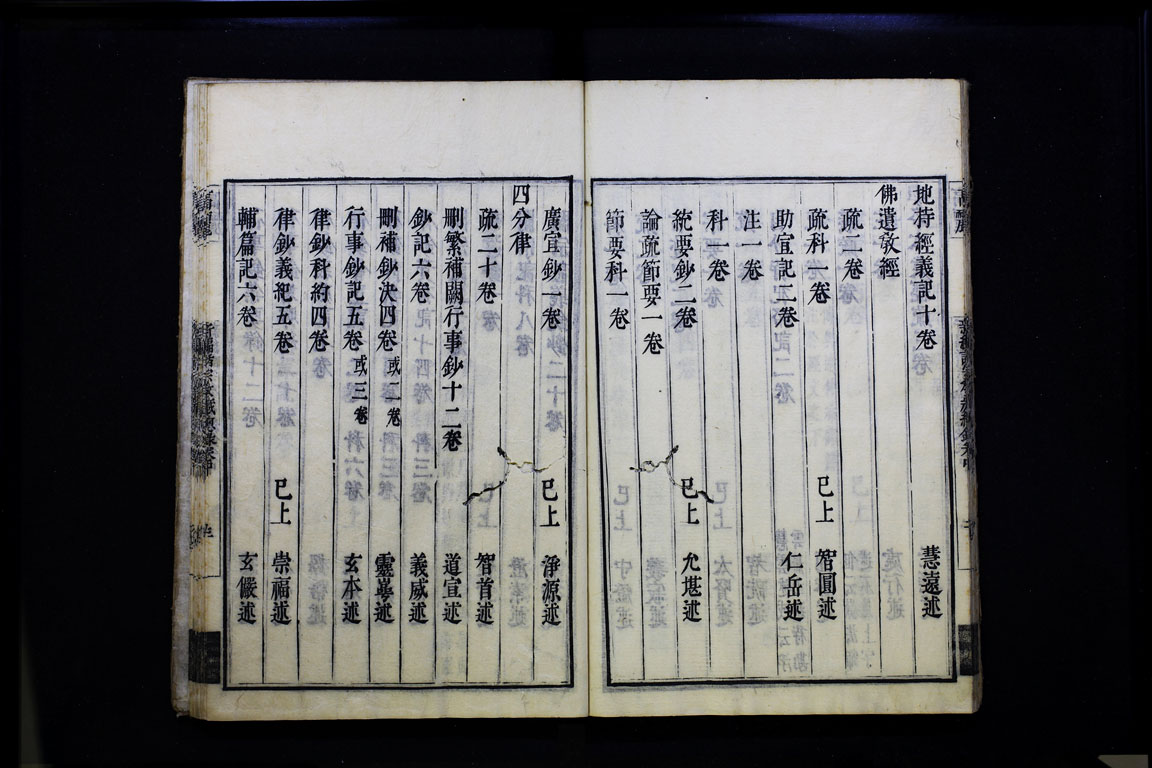 地持經義記十卷 慧遠述
佛遺敎經
疏二卷
疏科一卷 已上 智圓述
助宣記二卷 仁岳述
注一卷
科一卷
統要鈔二卷 已上 允堪述
論疏節要一卷
節要科一卷
廣宣鈔一卷 已上 淨源述
四分律
疏二十卷 智首述
刪繁補闕行事鈔十二卷 道宣述
鈔記六卷 義威述
刪補鈔決四卷 或二卷 靈崿述
行事鈔記五卷 或三卷 玄本述
律鈔科約四卷
律鈔義紀五卷 已上 崇福述
輔篇記六卷 玄儼述